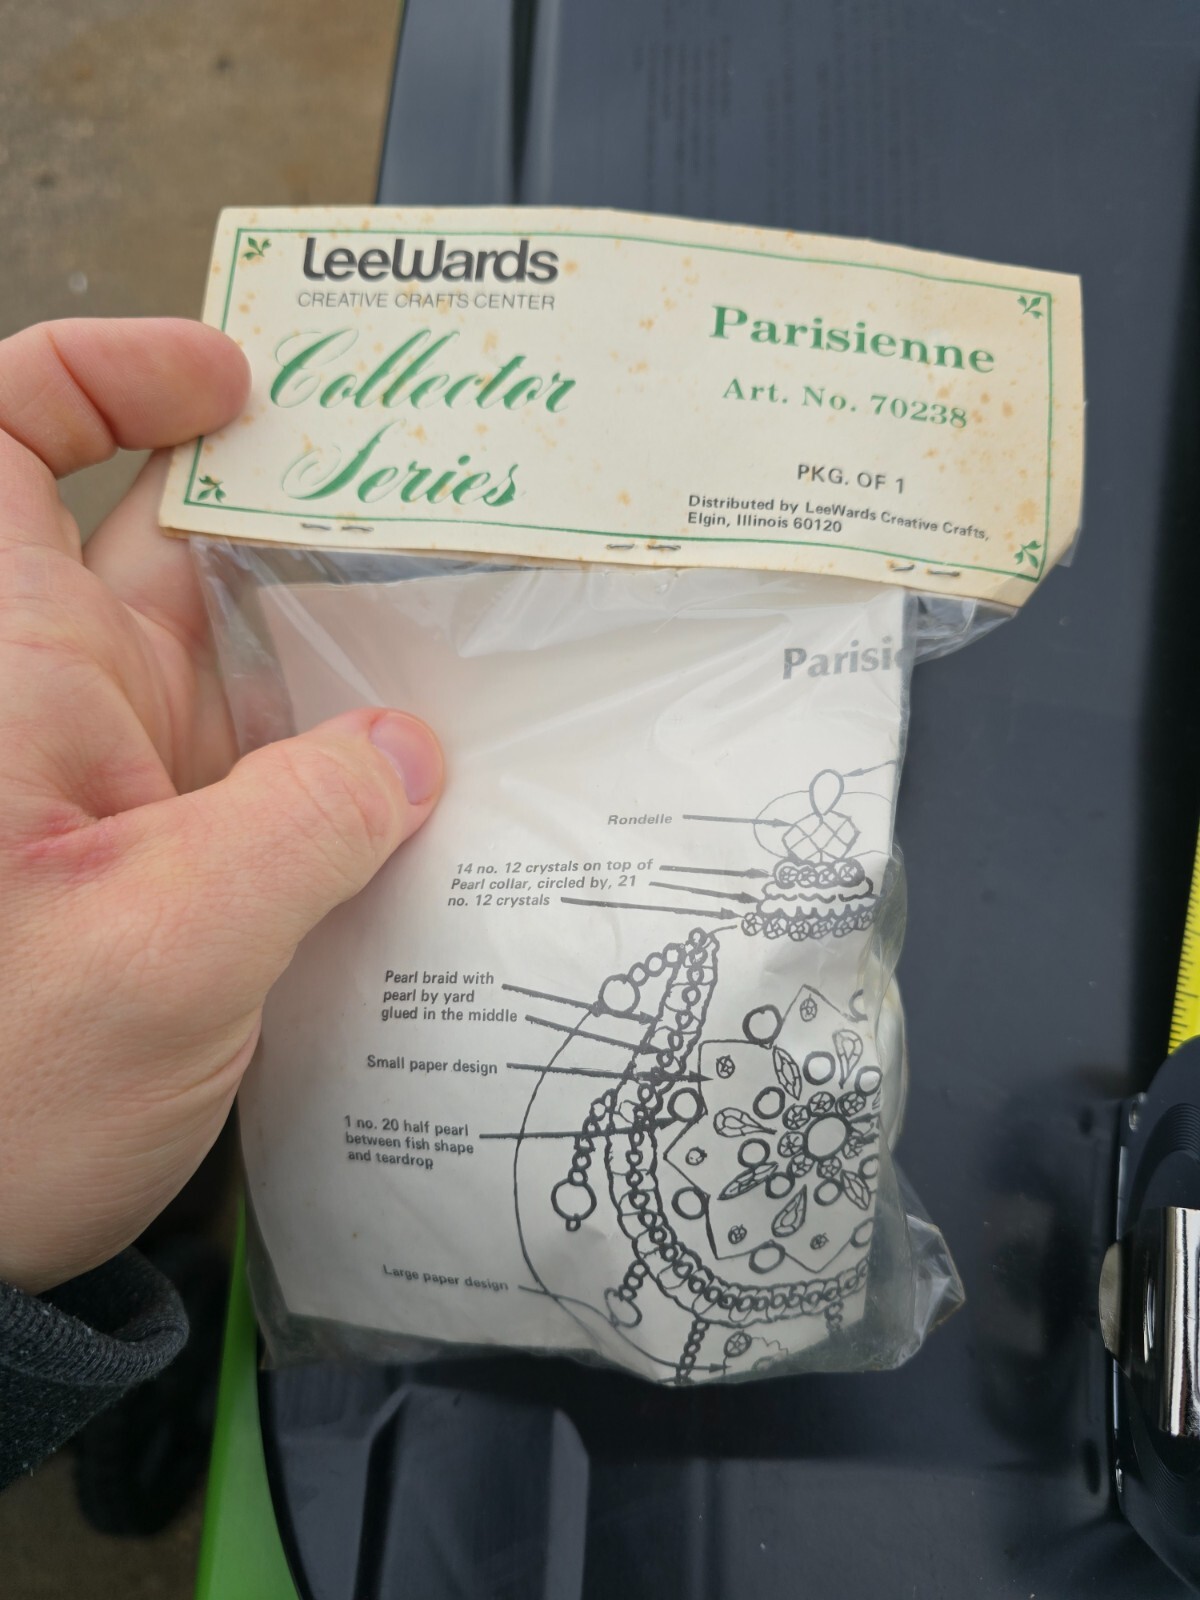 LeeWards
CREATIVE CRAFTS CENTER
Collector
Series
Parisienne
Art. No. 70238
PKG. OF 1
Distributed by LeeWards Creative Crafts,
Elgin, Illinois 60120
Parisie
Rondelle
14 no. 12 crystals on top of
Pearl collar, circled by, 21
no. 12 crystals
Pearl braid with
pearl by yard
glued in the middle
Small paper design
1 no. 20 half pearl
between fish shape
and teardrop
Large paper design